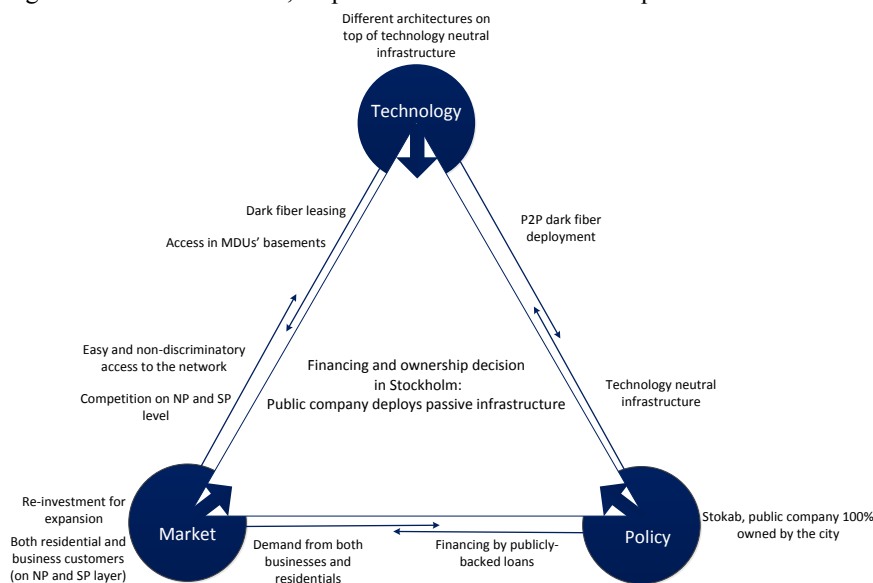 Different architectures on
top of technology neutral
infrastructure
Technology
Dark fiber leasing
Access in MDUs' basements
P2P dark fiber
deployment
Easy and non-discriminatory
access to the network
Competition on NP and SP
level
Financing and ownership decision
in Stockholm:
Public company deploys passive infrastructure
Technology neutral
infrastructure
Re-investment for
expansion
Both residential and
business customers
(on NP and SP layer)
Market
Demand from both
businesses and
residentials
Financing by publicly-
backed loans
Policy
Stokab, public company 100%
owned by the city